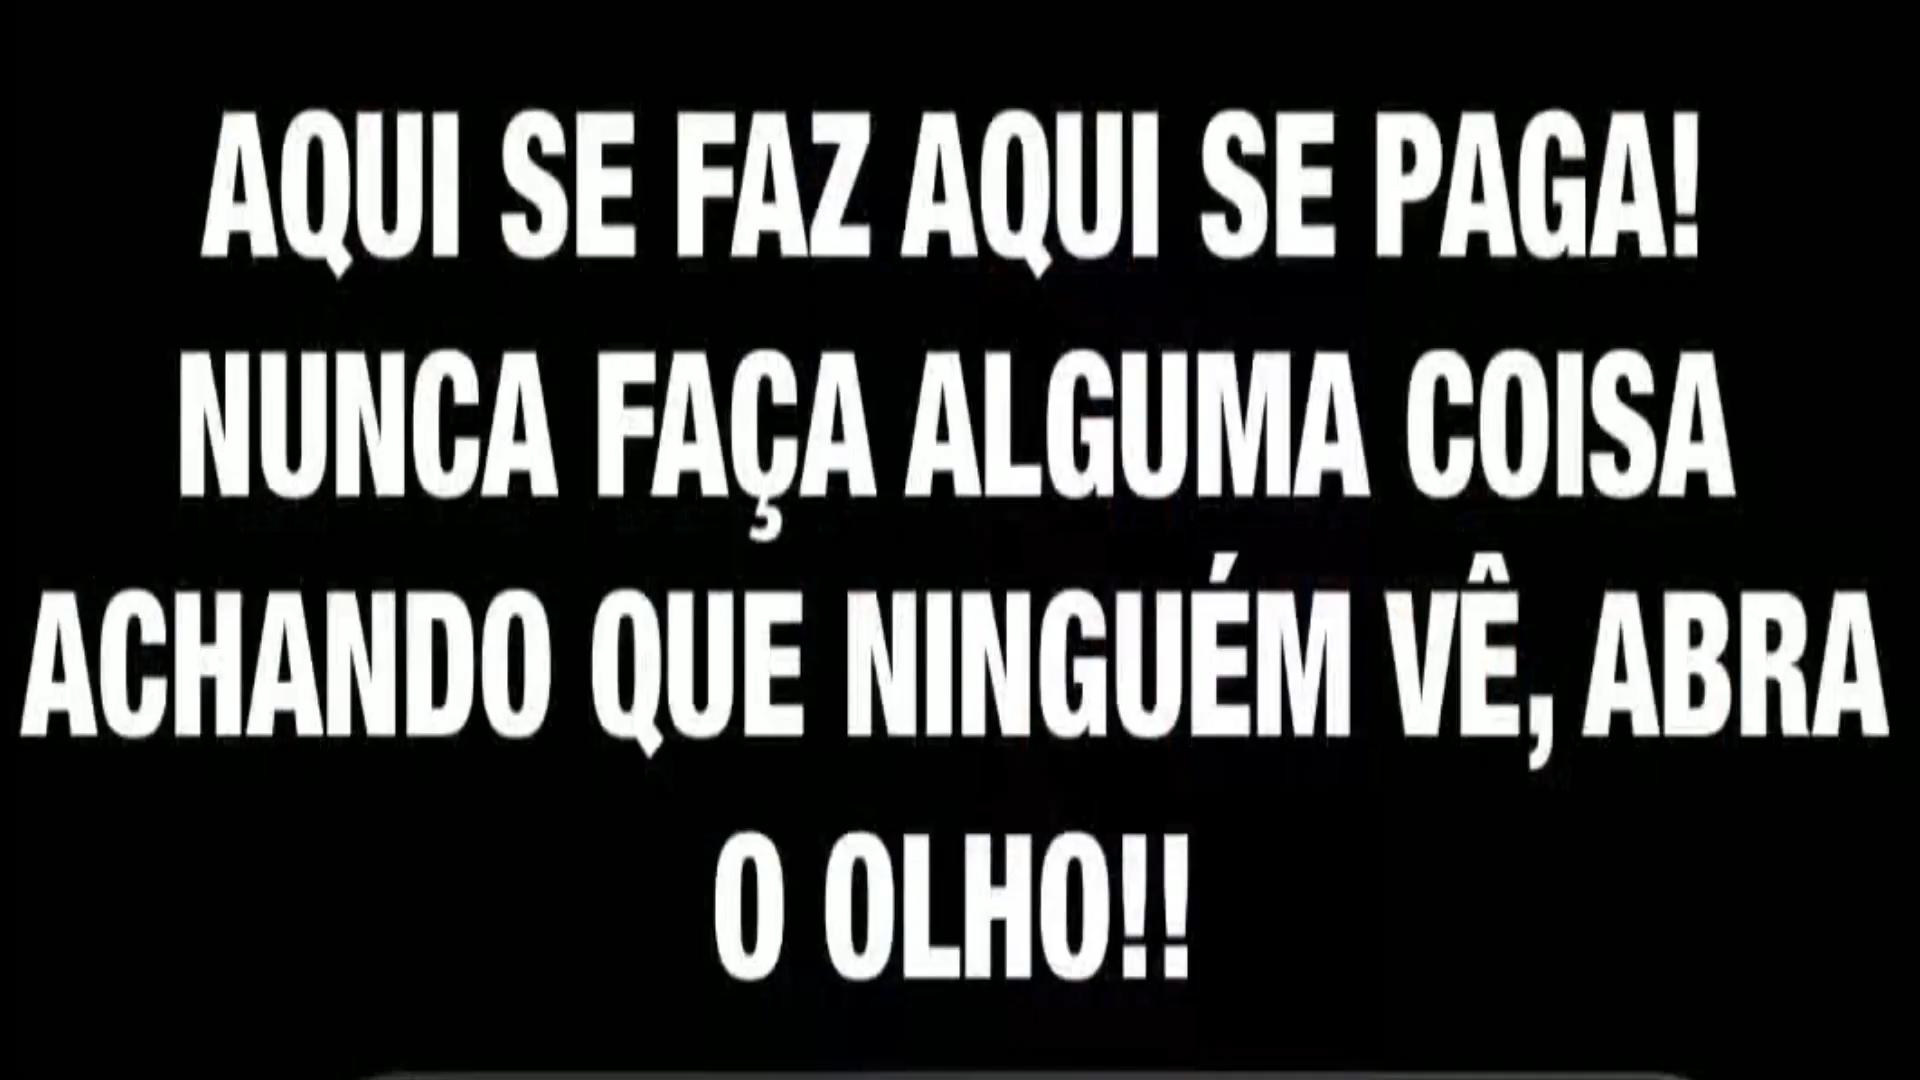 AQUI SE FAZ AQUI SE PAGA!
NUNCA FAÇA ALGUMA COISA
ACHANDO QUE NINGUÉM VÊ, ABRA
O OLHO!!